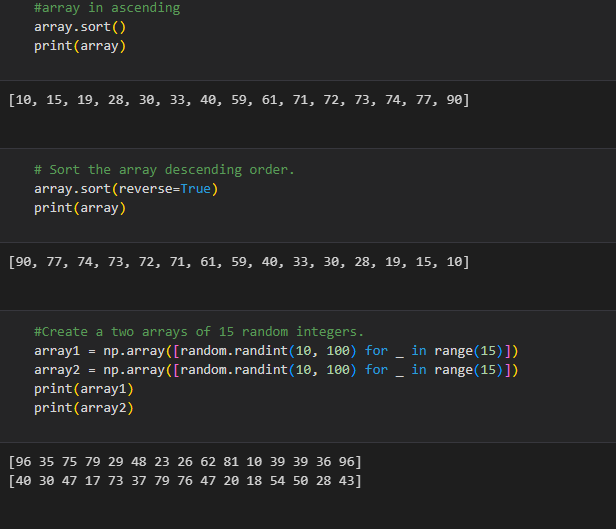 #array in ascending
array.sort()
print(array)
[10, 15, 19, 28, 30, 33, 40, 59, 61, 71, 72, 73, 74, 77, 90]
# Sort the array descending order.
array.sort(reverse=True)
print(array)
[90, 77, 74, 73, 72, 71, 61, 59, 40, 33, 30, 28, 19, 15, 10]
#Create a two arrays of 15 random integers.
array1 = np.array([random.randint(10, 100) for _ in range(15)])
array2 = np.array([random.randint(10, 100) for _ in range(15)])
print(array1)
print(array2)
[96 35 75 79 29 48 23 26 62 81 10 39 39 36 96]
[40 30 47 17 73 37 79 76 47 20 18 54 50 28 43]